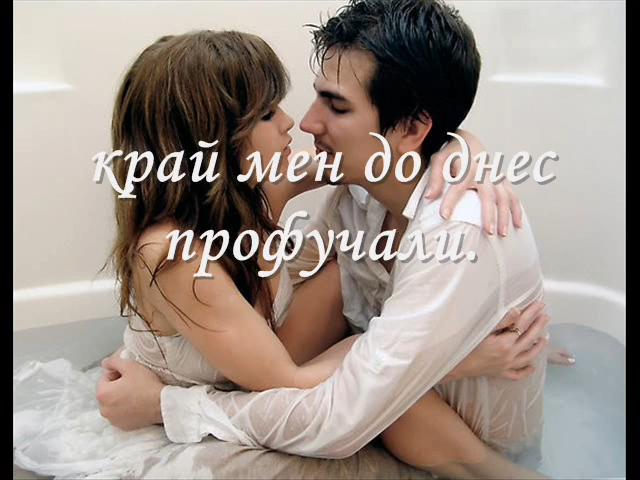 край мен до днес
профучали.